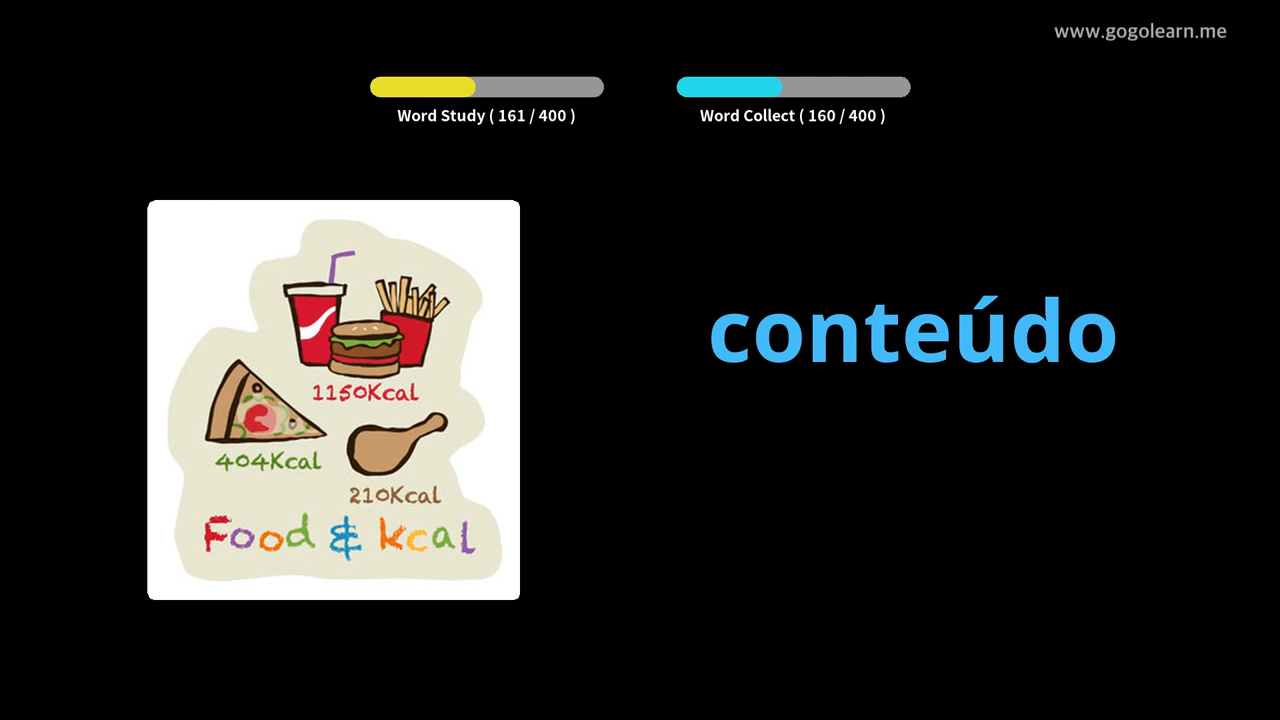 www.gogolearn.me
Word Study ( 161 / 400 )
Word Collect ( 160 / 400 )
1150Kcal
404Kcal
210Kcal
Food & kcal
conteúdo